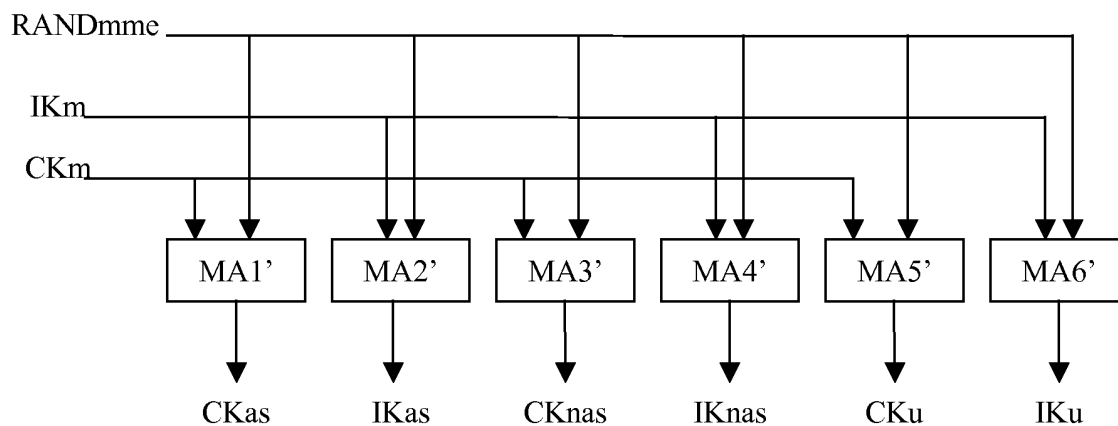 RANDmme
IKm
CKm
MA1’ MA2’ MA3’ MA4’ MA5’ MA6’
CKas IKas CKnas IKnas CKu IKu